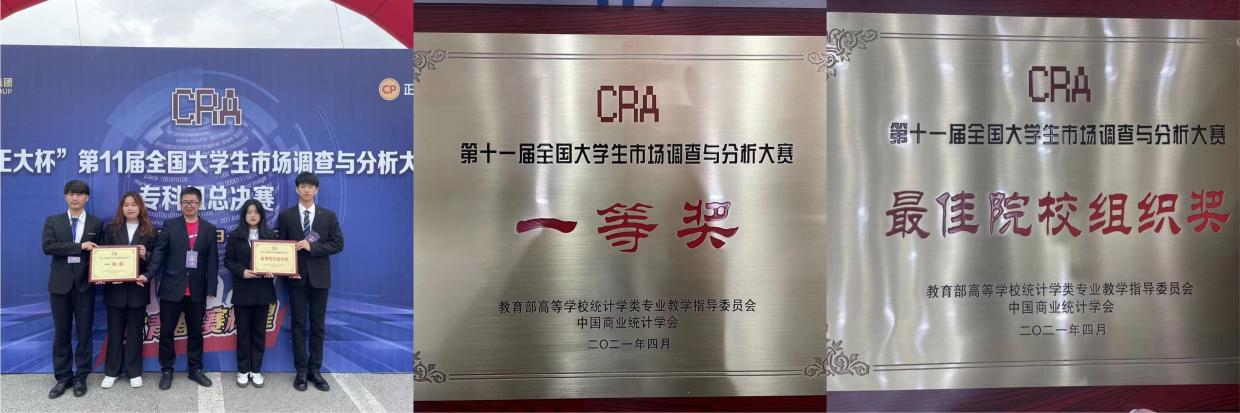 集团
OUP
CP
正
CRA
正大杯”第11届全国大学生市场调查与分析大
专科组总决赛
CRA
第十一届全国大学生市场调查与分析大赛
一等奖
教育部高等学校统计学类专业教学指导委员会
中国商业统计学会
二〇二一年四月
CRA
第十一届全国大学生市场调查与分析大赛
最佳院校组织奖
教育部高等学校统计学类专业教学指导委员会
中国商业统计学会
二〇二一年四月